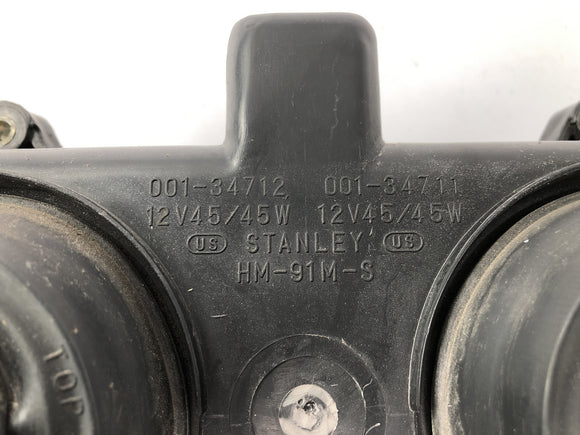 001-34712 001-34711
12V45/45W 12V45/45W
US STANLEY US
HM-91M-S
TOP